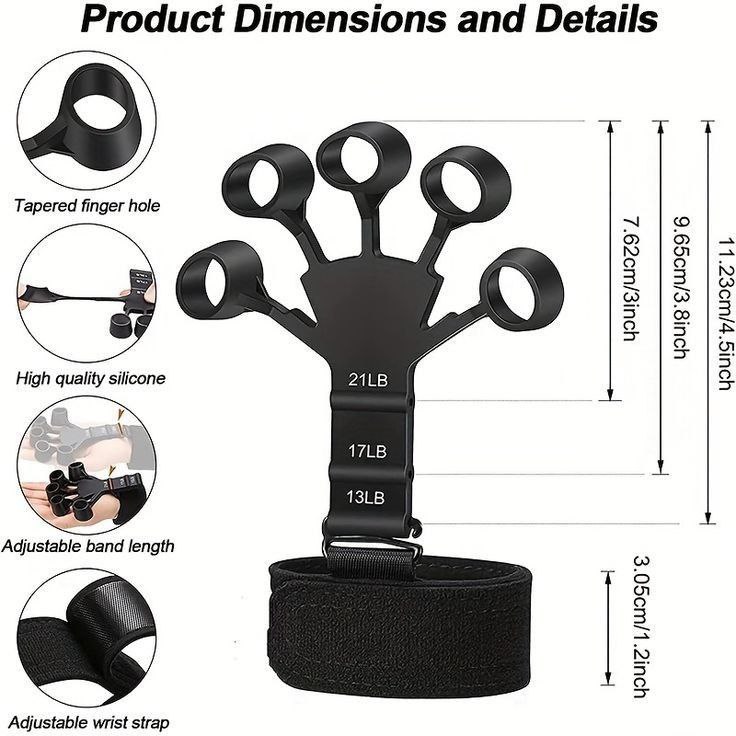 Product Dimensions and Details
Tapered finger hole
High quality silicone
Adjustable band length
Adjustable wrist strap
21LB
17LB
13LB
7.62cm/3inch
9.65cm/3.8inch
11.23cm/4.5inch
3.05cm/1.2inch